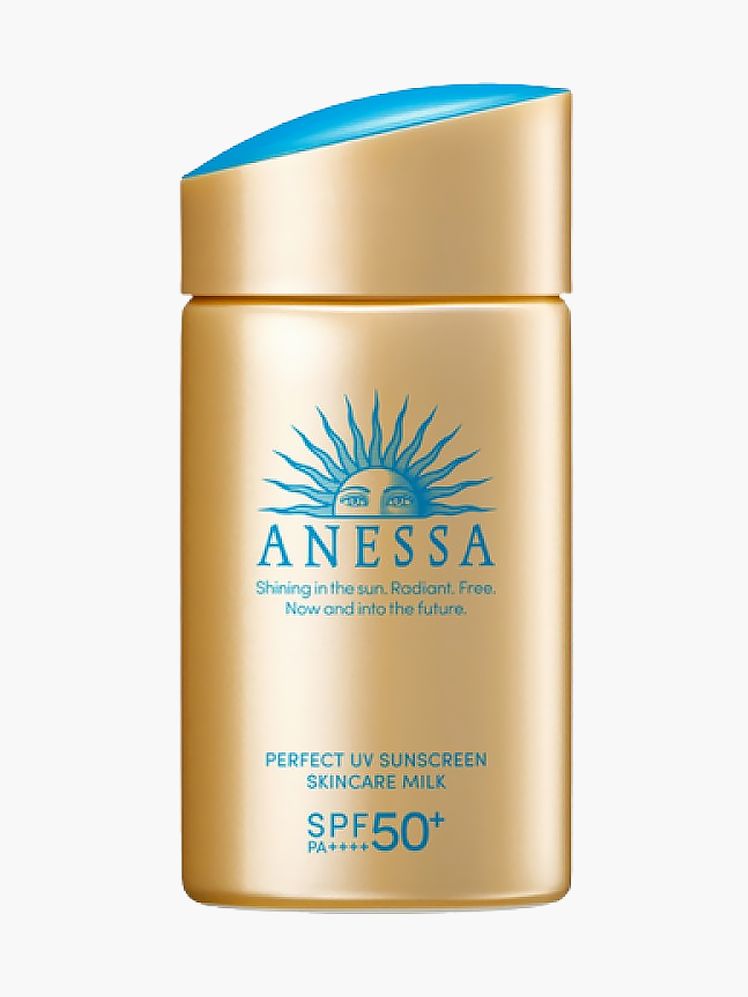 ANESSA
Shining in the sun. Radiant. Free.
Now and into the future.
PERFECT UV SUNSCREEN
SKINCARE MILK
SPF50+
PA++++